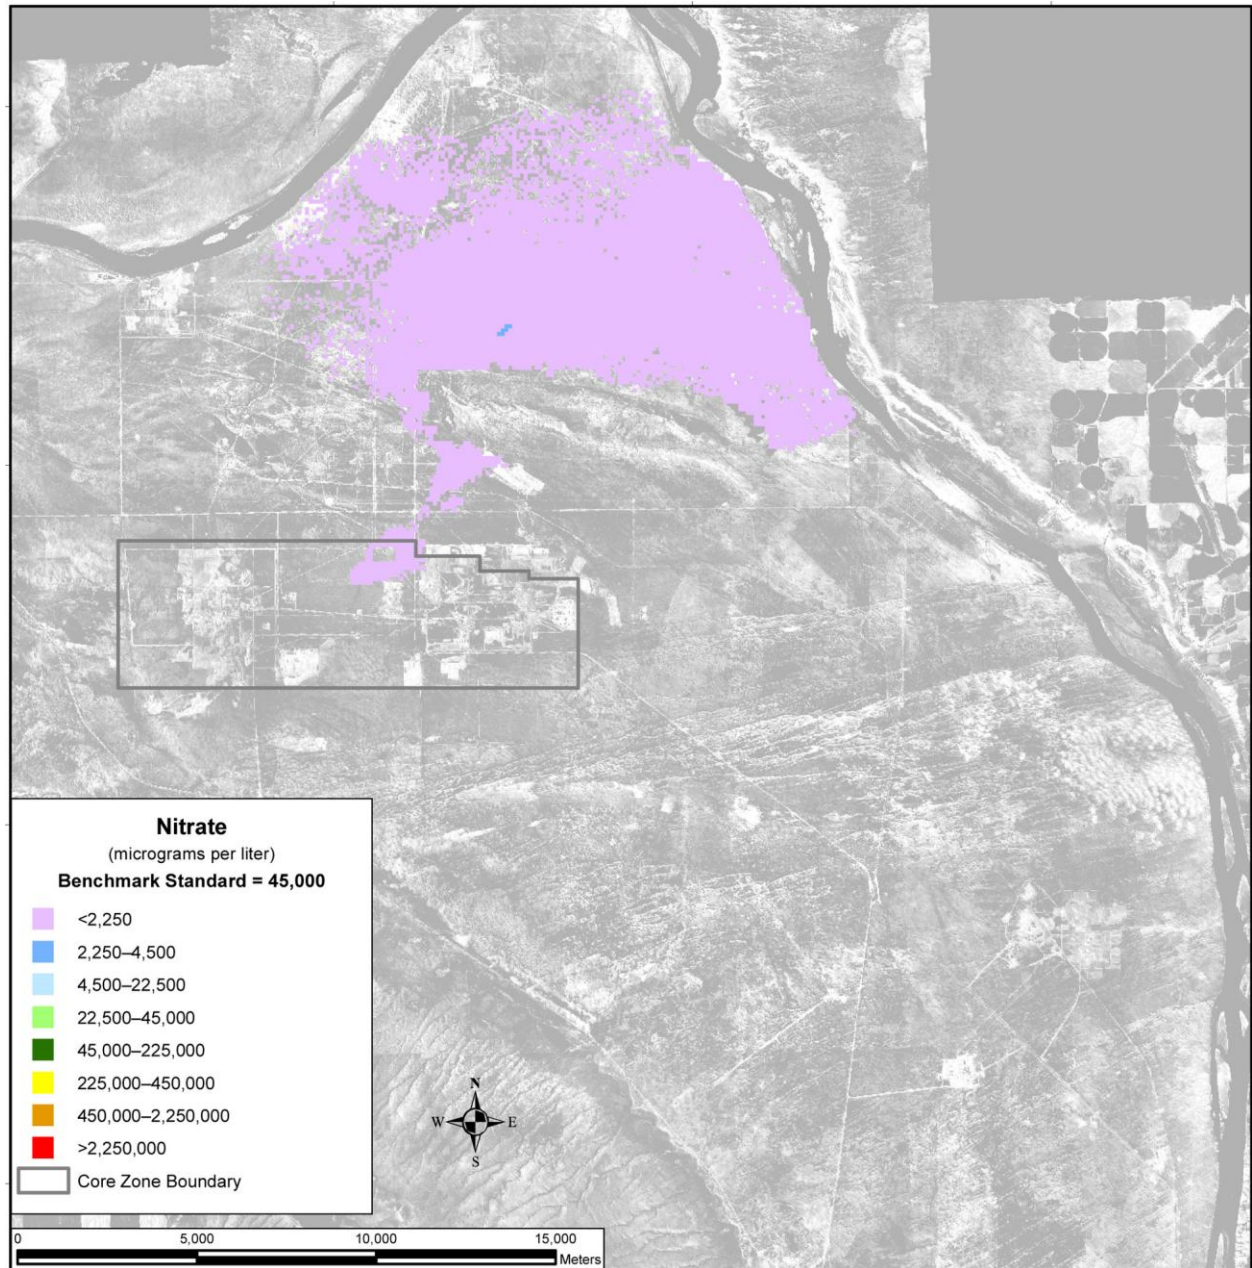 Nitrate
(micrograms per liter)
Benchmark Standard = 45,000
<2,250
2,250–4,500
4,500–22,500
22,500–45,000
45,000–225,000
225,000–450,000
450,000–2,250,000
>2,250,000
Core Zone Boundary
N
W E
S
0 5,000 10,000 15,000
Meters